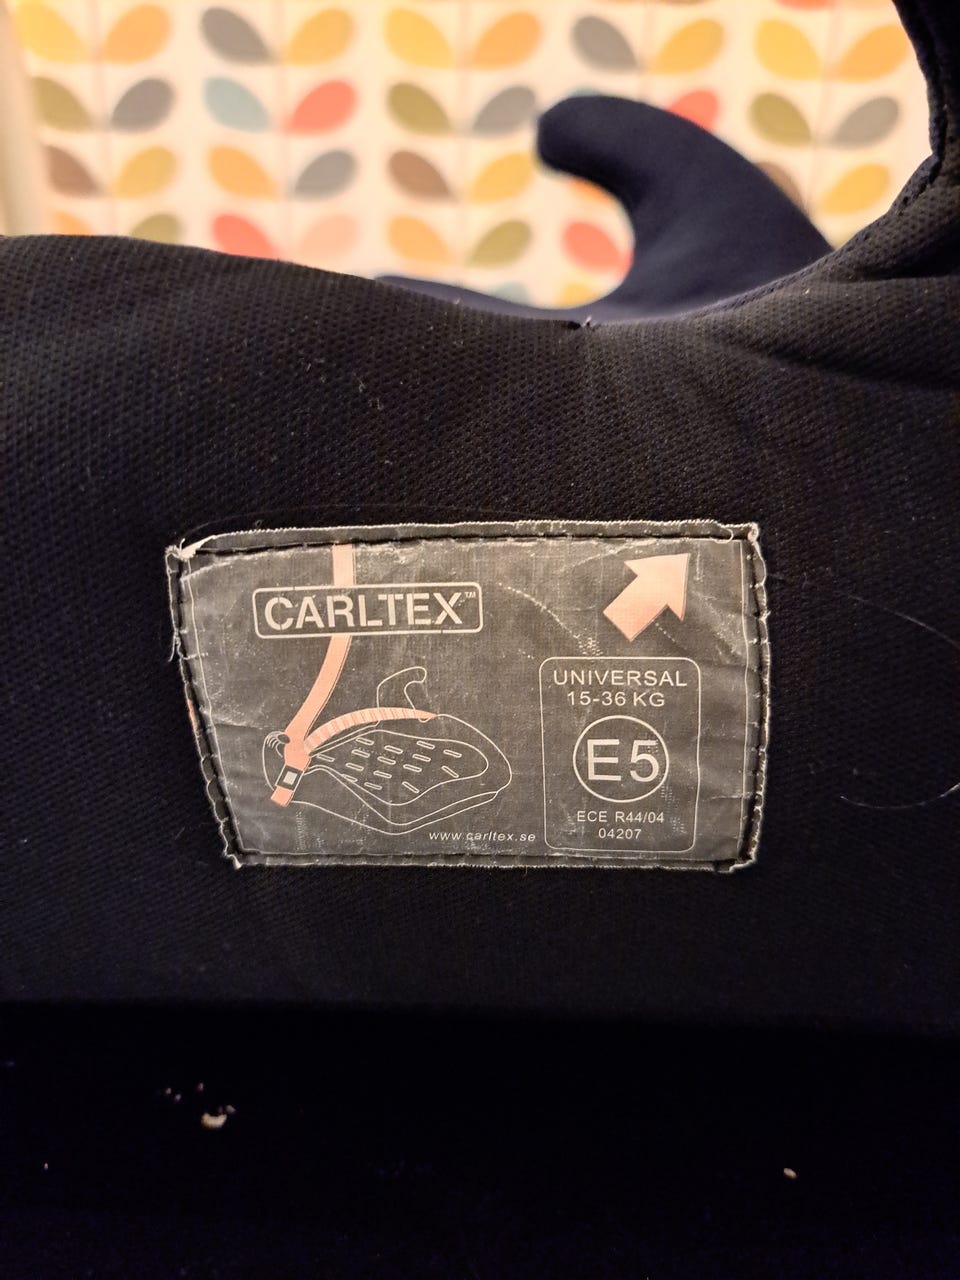 CARLTEX™
UNIVERSAL
15-36 KG
E5
ECE R44/04
04207
www.carltex.se